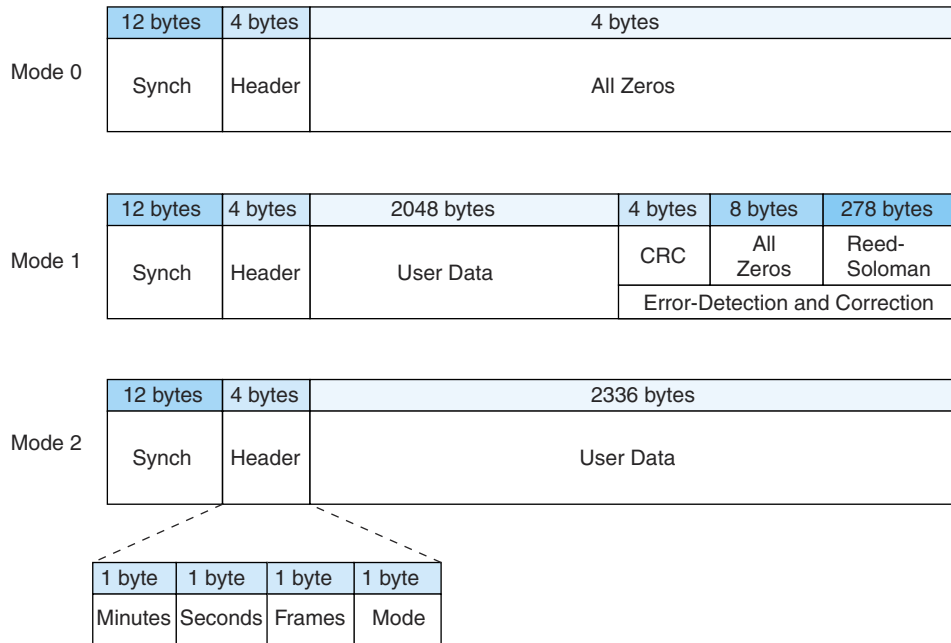 12 bytes 4 bytes 4 bytes
Mode 0
Synch Header All Zeros
12 bytes 4 bytes 2048 bytes 4 bytes 8 bytes 278 bytes
Mode 1
Synch Header User Data CRC All Zeros Reed-Soloman
Error-Detection and Correction
12 bytes 4 bytes 2336 bytes
Mode 2
Synch Header User Data
1 byte 1 byte 1 byte 1 byte
Minutes Seconds Frames Mode